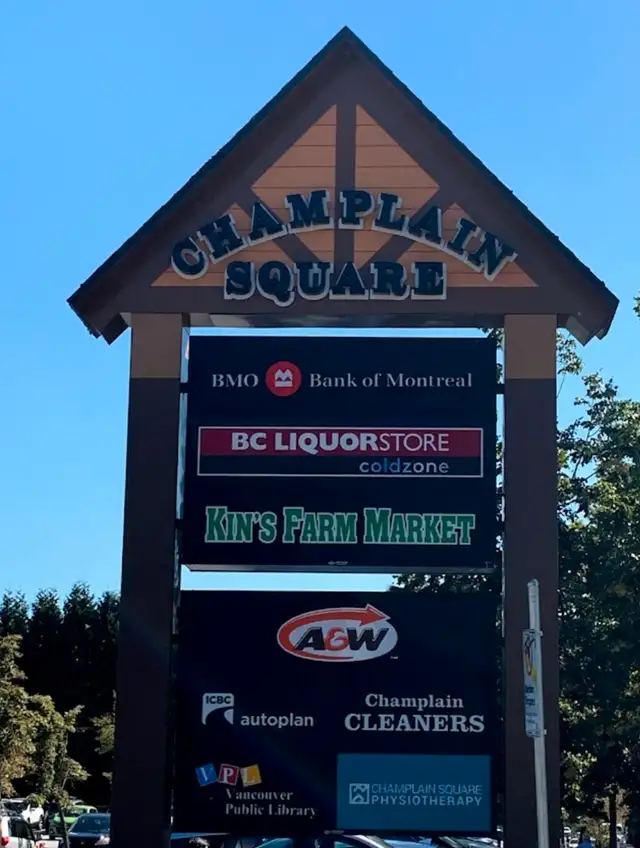 CHAMPLAIN
SQUARE
BMO Bank of Montreal
BC LIQUORSTORE
coldzone
KIN'S FARM MARKET
A&W
ICBC
autoplan
Champlain
CLEANERS
VPL
Vancouver
Public Library
CHAMPLAIN SQUARE
PHYSIOTHERAPY